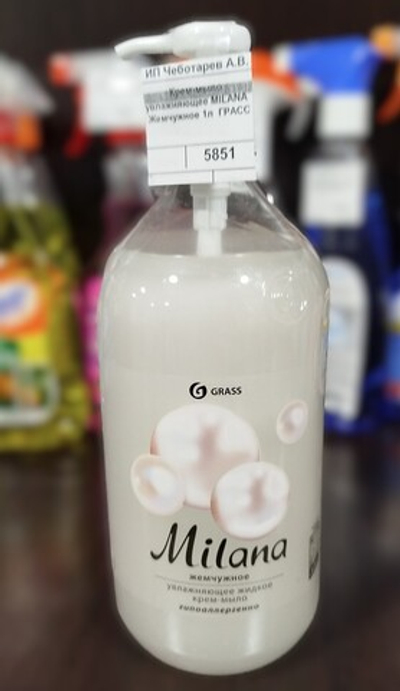 ИП Чеботарев А.В.
Крем-мыло
увлажняющее MILANA
Жемчужное 1л ГРАСС
5851
GRASS
Milana
жемчужное
увлажняющее жидкое
крем-мыло
гипоаллергенно